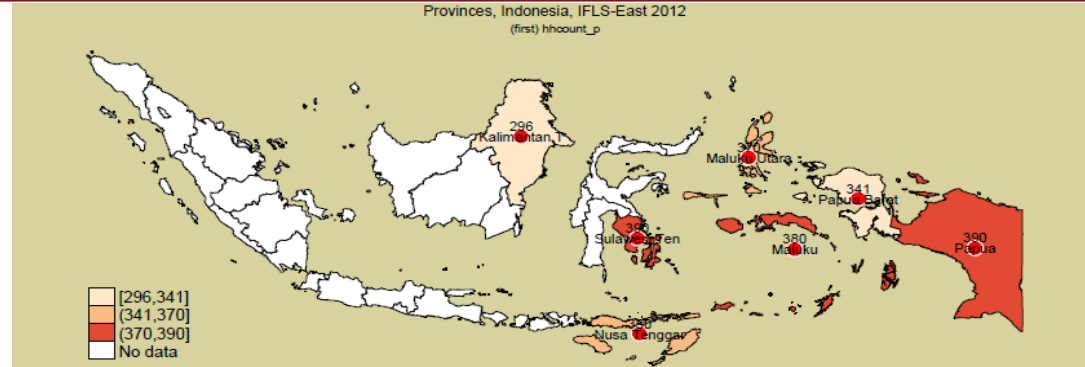 Provinces, Indonesia, IFLS-East 2012
(first) hhcount_p
296
Kalimantan T
370
Maluku Utara
341
Papua Barat
390
Sulawesi Ten
380
Maluku
390
Papua
[296,341]
(341,370]
(370,390]
No data
Nusa Tenggar